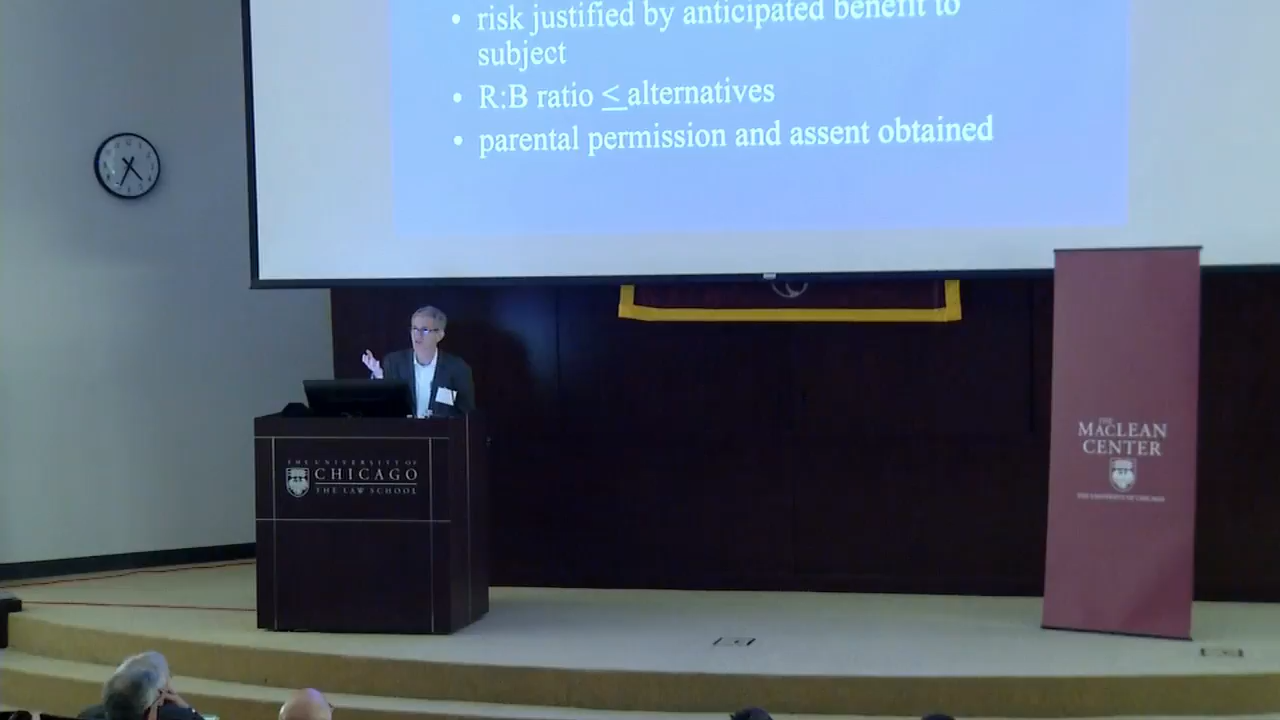 • risk justified by anticipated benefit to
subject
• R:B ratio ≤ alternatives
• parental permission and assent obtained
THE UNIVERSITY OF
CHICAGO
THE LAW SCHOOL
THE
MACLEAN
CENTER
THE UNIVERSITY OF CHICAGO